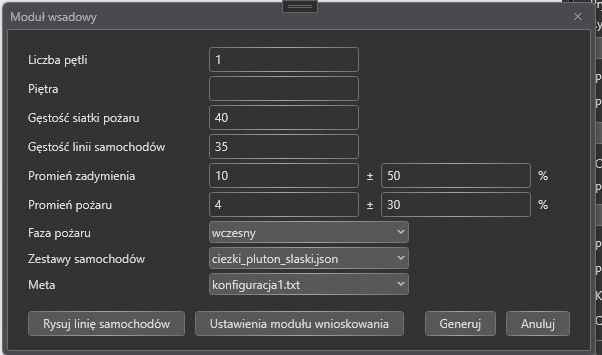 Moduł wsadowy
Liczba pętli 1
Piętra
Gęstość siatki pożaru 40
Gęstość linii samochodów 35
Promień zadymienia 10 ± 50 %
Promień pożaru 4 ± 30 %
Faza pożaru wczesny
Zestawy samochodów ciezki_pluton_slaski.json
Meta konfiguracja1.txt
Rysuj linię samochodów Ustawienia modułu wnioskowania Generuj Anuluj